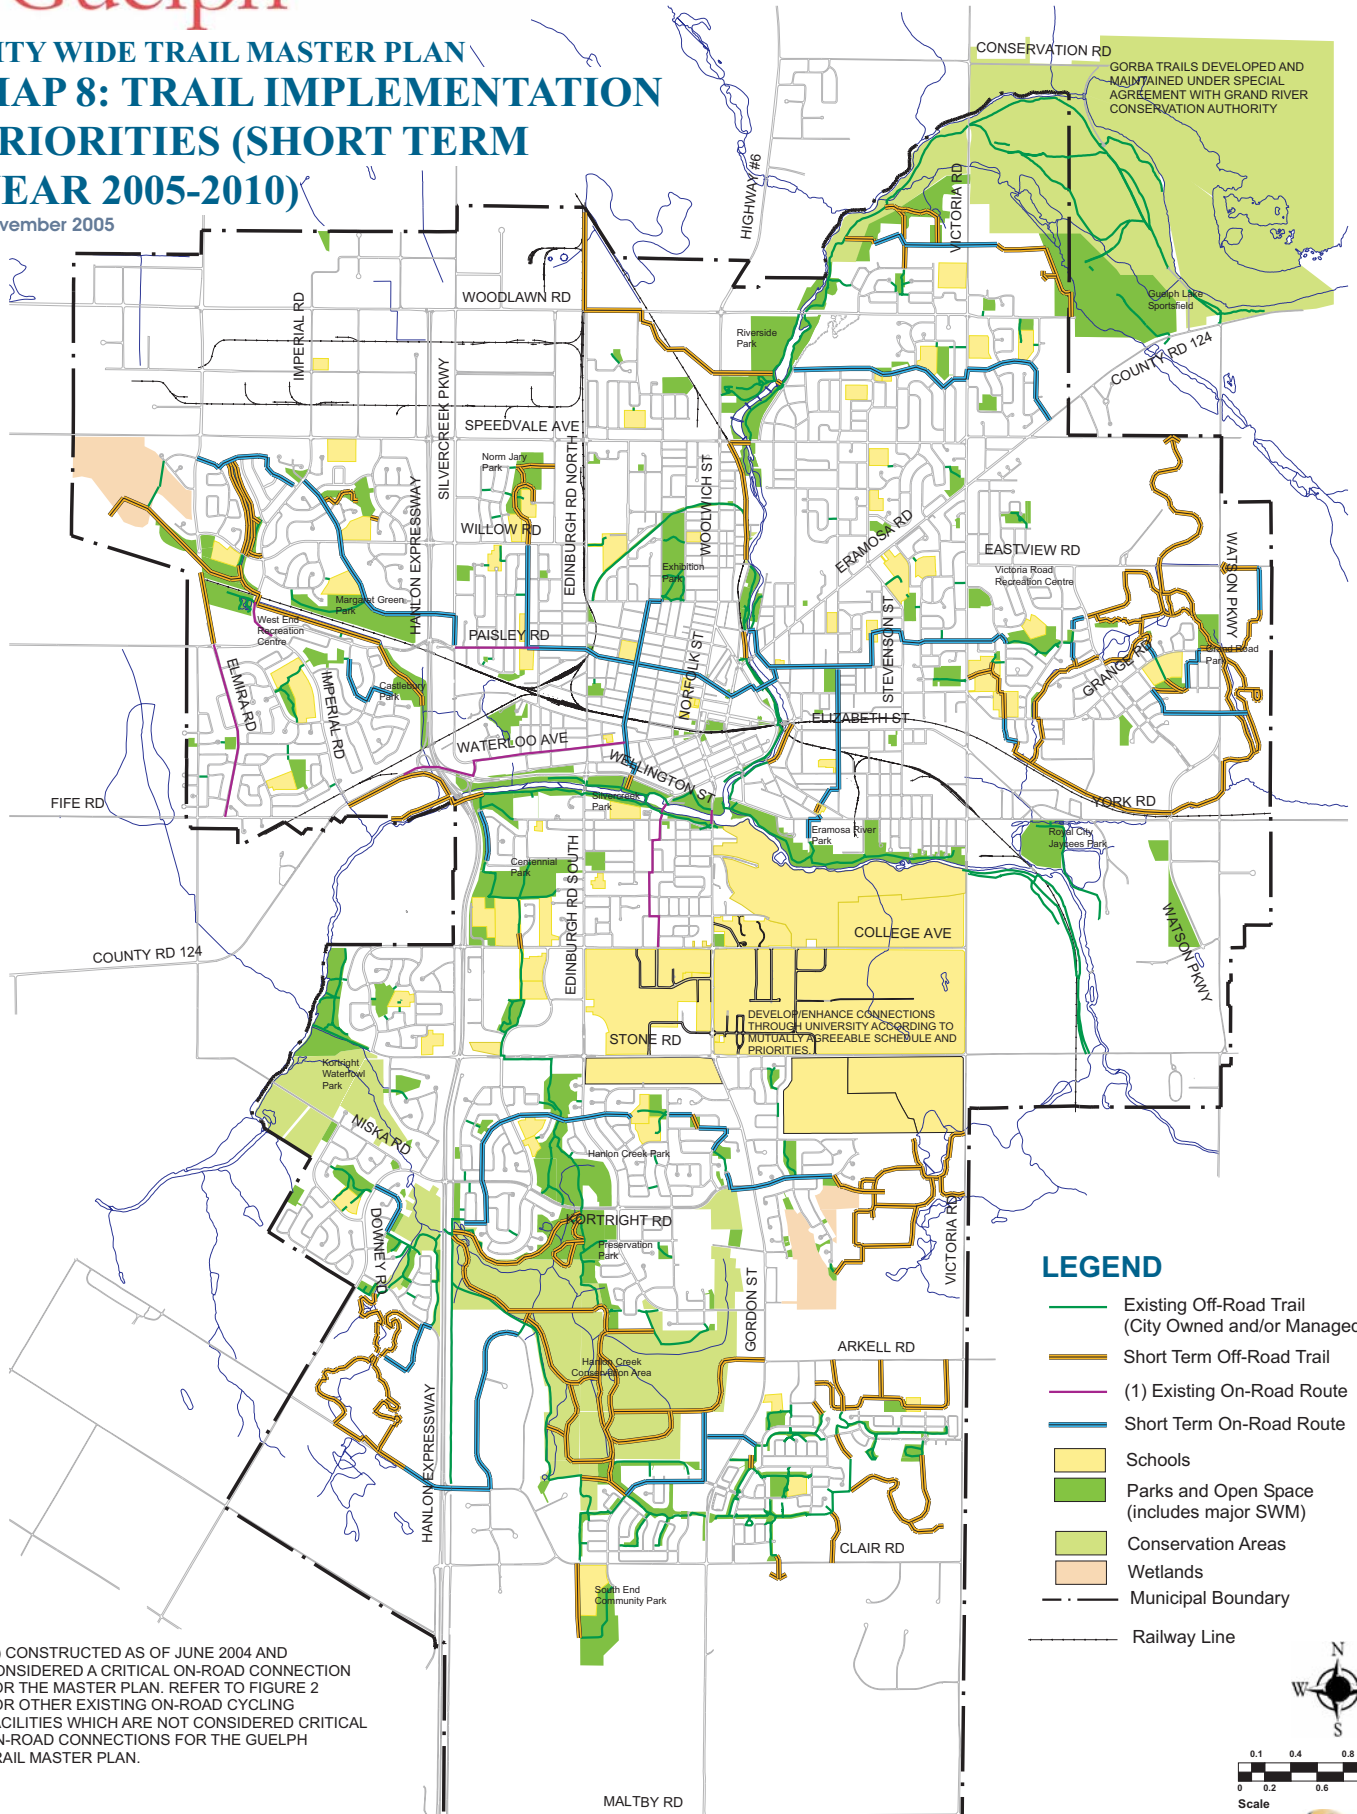 Guelph
ITY WIDE TRAIL MASTER PLAN
AP 8: TRAIL IMPLEMENTATION
RIORITIES (SHORT TERM
EAR 2005-2010)
vember 2005
CONSERVATION RD
GORBA TRAILS DEVELOPED AND
MAINTAINED UNDER SPECIAL
AGREEMENT WITH GRAND RIVER
CONSERVATION AUTHORITY
HIGHWAY #6
VICTORIA RD
WOODLAWN RD
IMPERIAL RD
Guelph Lake
Sportsfield
Riverside
Park
COUNTY RD 124
SILVERCREEK PKWY
SPEEDVALE AVE
EDINBURGH RD NORTH
Norm Jary
Park
WOOLWICH ST
HANLON EXPRESSWAY
WILLOW RD
ERAMOSA RD
EASTVIEW RD
WATSON PKWY
Exhibition
Park
Victoria Road
Recreation Centre
Margaret Green
Park
STEVENSON ST
West End
Recreation
Centre
PAISLEY RD
NORFOLK ST
GRANGE RD
Grand Road
Park
ELMIRA RD
IMPERIAL RD
Castlebury
Park
ELIZABETH ST
WATERLOO AVE
WELLINGTON ST
FIFE RD
Silvercreek
Park
YORK RD
Eramosa River
Park
Royal City
Jaycees Park
EDINBURGH RD SOUTH
Centennial
Park
WATSON PKWY
COLLEGE AVE
COUNTY RD 124
DEVELOP/ENHANCE CONNECTIONS
THROUGH UNIVERSITY ACCORDING TO
MUTUALLY AGREEABLE SCHEDULE AND
PRIORITIES.
STONE RD
Kortright
Waterfowl
Park
NISKA RD
Hanlon Creek Park
DOWNEY RD
KORTRIGHT RD
VICTORIA RD
Preservation
Park
GORDON ST
ARKELL RD
Hanlon Creek
Conservation Area
HANLON EXPRESSWAY
CLAIR RD
South End
Community Park
MALTBY RD
LEGEND
Existing Off-Road Trail
(City Owned and/or Managed
Short Term Off-Road Trail
(1) Existing On-Road Route
Short Term On-Road Route
Schools
Parks and Open Space
(includes major SWM)
Conservation Areas
Wetlands
Municipal Boundary
Railway Line
) CONSTRUCTED AS OF JUNE 2004 AND
ONSIDERED A CRITICAL ON-ROAD CONNECTION
OR THE MASTER PLAN. REFER TO FIGURE 2
OR OTHER EXISTING ON-ROAD CYCLING
ACILITIES WHICH ARE NOT CONSIDERED CRITICAL
N-ROAD CONNECTIONS FOR THE GUELPH
RAIL MASTER PLAN.
N
W
S
0.1 0.4 0.8
0 0.2 0.6
Scale